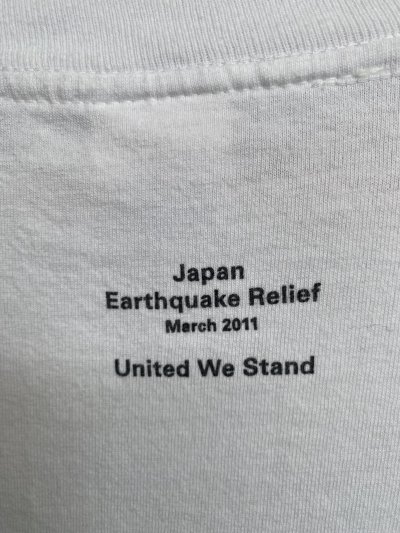 Japan
Earthquake Relief
March 2011
United We Stand